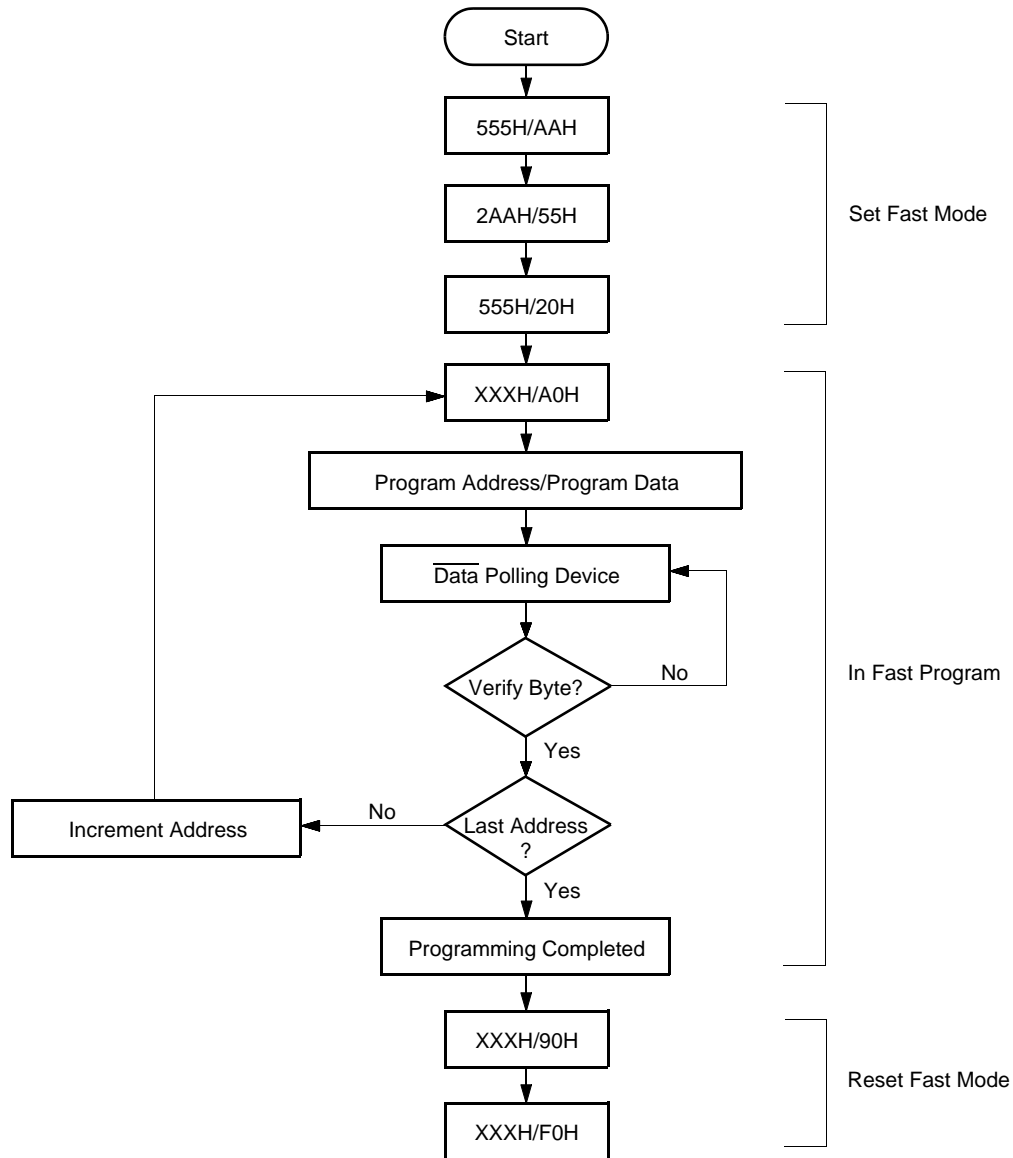 Start
555H/AAH
2AAH/55H
Set Fast Mode
555H/20H
XXXH/A0H
Program Address/Program Data
Data Polling Device
Verify Byte?
No
In Fast Program
Yes
Increment Address
No
Last Address
?
Yes
Programming Completed
XXXH/90H
Reset Fast Mode
XXXH/F0H